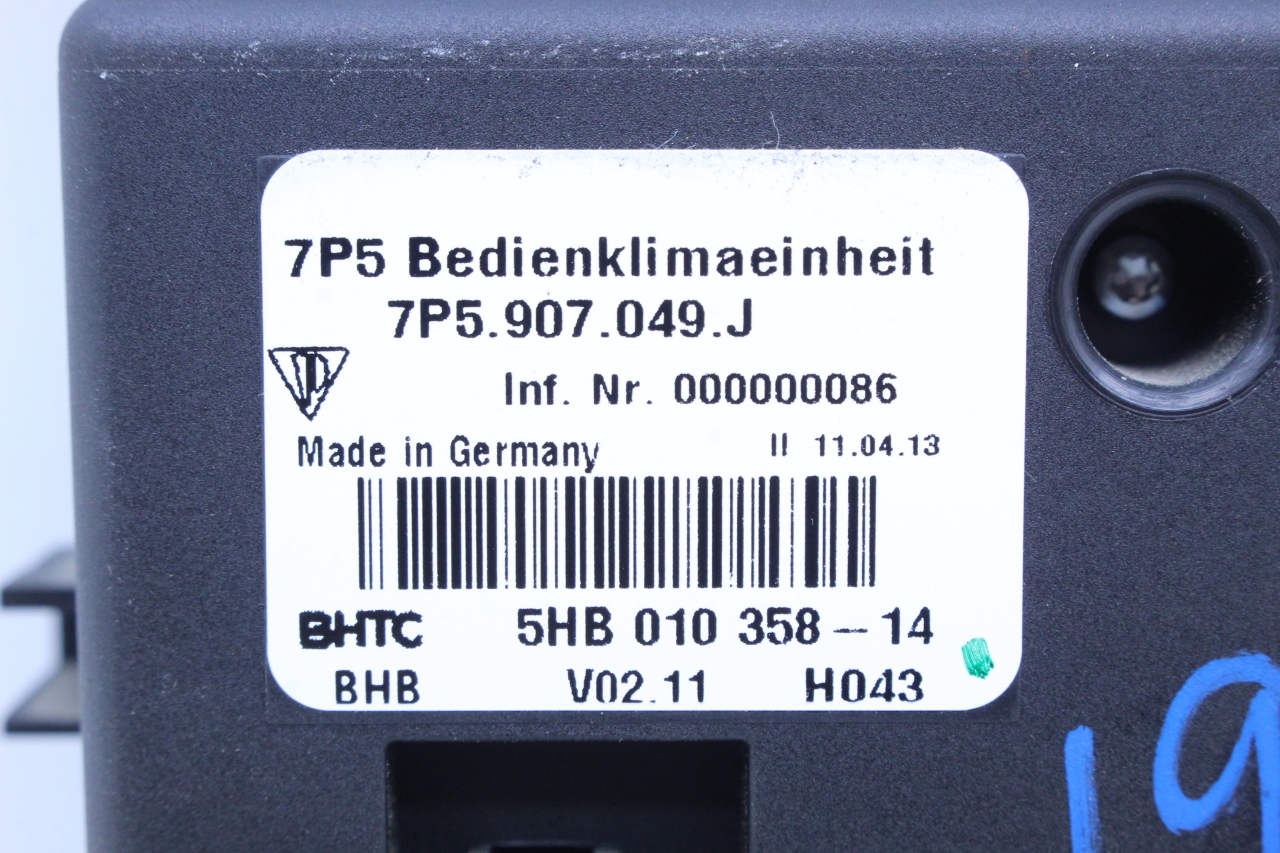 7P5 Bedienklimaeinheit
7P5.907.049.J
Inf. Nr. 000000086
Made in Germany II 11.04.13
BHTC 5HB 010 358 - 14
BHB V02.11 H043
19